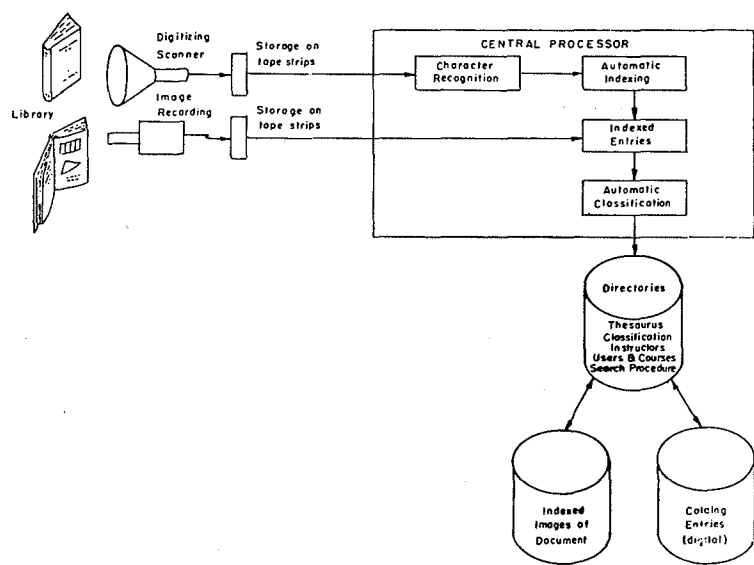 Library
Digitizing
Scanner
Storage on
tape strips
Image
Recording
Storage on
tape strips
CENTRAL PROCESSOR
Character
Recognition
Automatic
Indexing
Indexed
Entries
Automatic
Classification
Directories
Thesaurus
Classification
Instructors
Users & Courses
Search Procedure
Indexed
Images of
Document
Catalog
Entries
(digital)